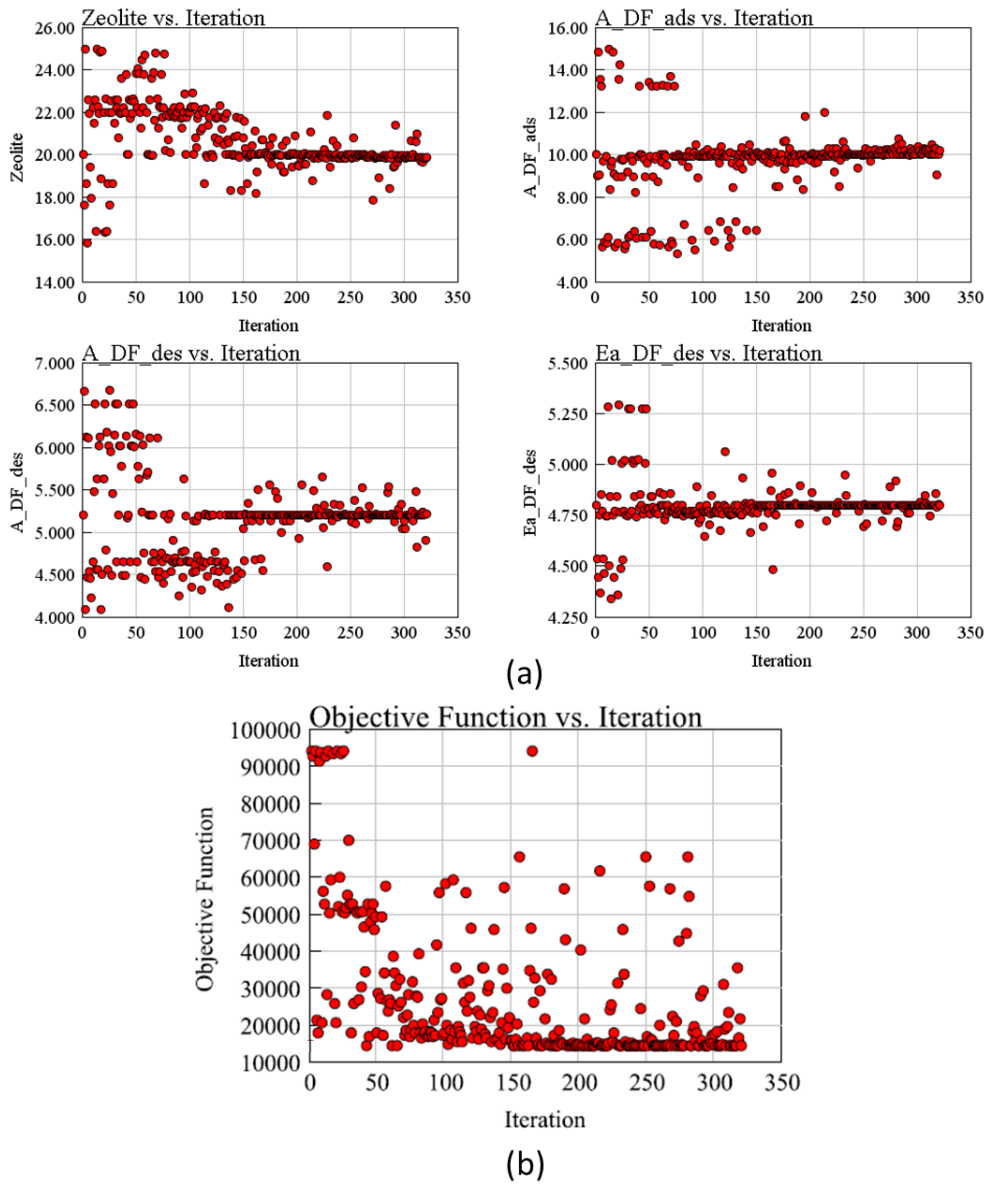 Zeolite vs. Iteration
26.00
24.00
22.00
20.00
18.00
16.00
14.00
Zeolite
0 50 100 150 200 250 300 350
Iteration
A_DF_ads vs. Iteration
16.00
14.00
12.00
10.00
8.00
6.00
4.00
A_DF_ads
0 50 100 150 200 250 300 350
Iteration
A_DF_des vs. Iteration
7.000
6.500
6.000
5.500
5.000
4.500
4.000
A_DF_des
0 50 100 150 200 250 300 350
Iteration
Ea_DF_des vs. Iteration
5.500
5.250
5.000
4.750
4.500
4.250
Ea_DF_des
0 50 100 150 200 250 300 350
Iteration
(a)
Objective Function vs. Iteration
100000
90000
80000
70000
60000
50000
40000
30000
20000
10000
Objective Function
0 50 100 150 200 250 300 350
Iteration
(b)